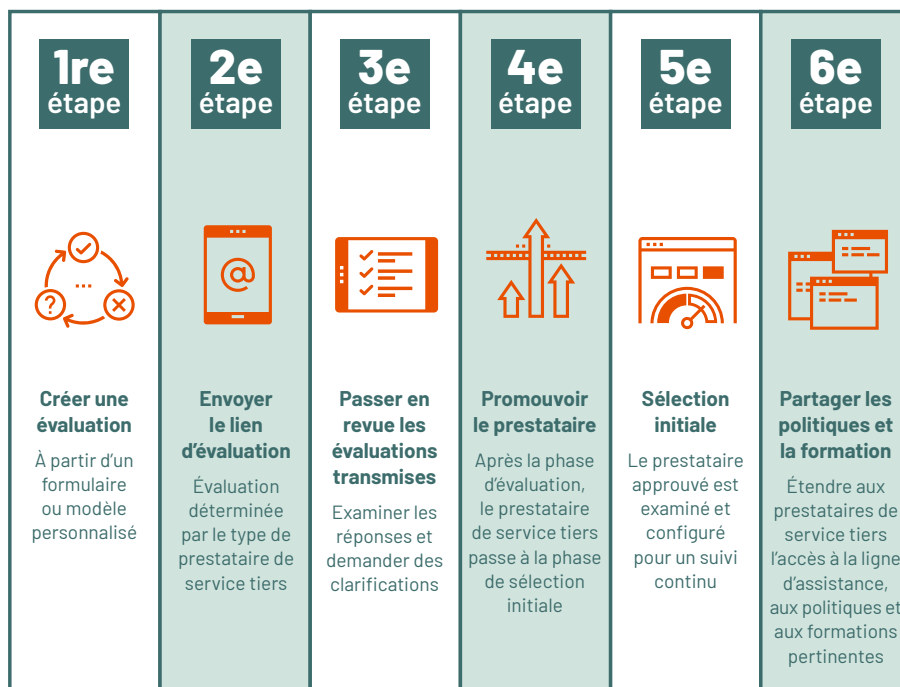 1re
étape
Créer une
évaluation
À partir d'un
formulaire
ou modèle
personnalisé
2e
étape
@
Envoyer
le lien
d'évaluation
Évaluation
déterminée
par le type de
prestataire de
service tiers
3e
étape
Passer en
revue les
évaluations
transmises
Examiner les
réponses et
demander des
clarifications
4e
étape
Promouvoir
le prestataire
Après la phase
d'évaluation,
le prestataire
de service tiers
passe à la phase
de sélection
initiale
5e
étape
Sélection
initiale
Le prestataire
approuvé est
examiné et
configuré
pour un suivi
continu
6e
étape
Partager les
politiques et
la formation
Étendre aux
prestataires de
service tiers
l'accès à la ligne
d'assistance,
aux politiques et
aux formations
pertinentes